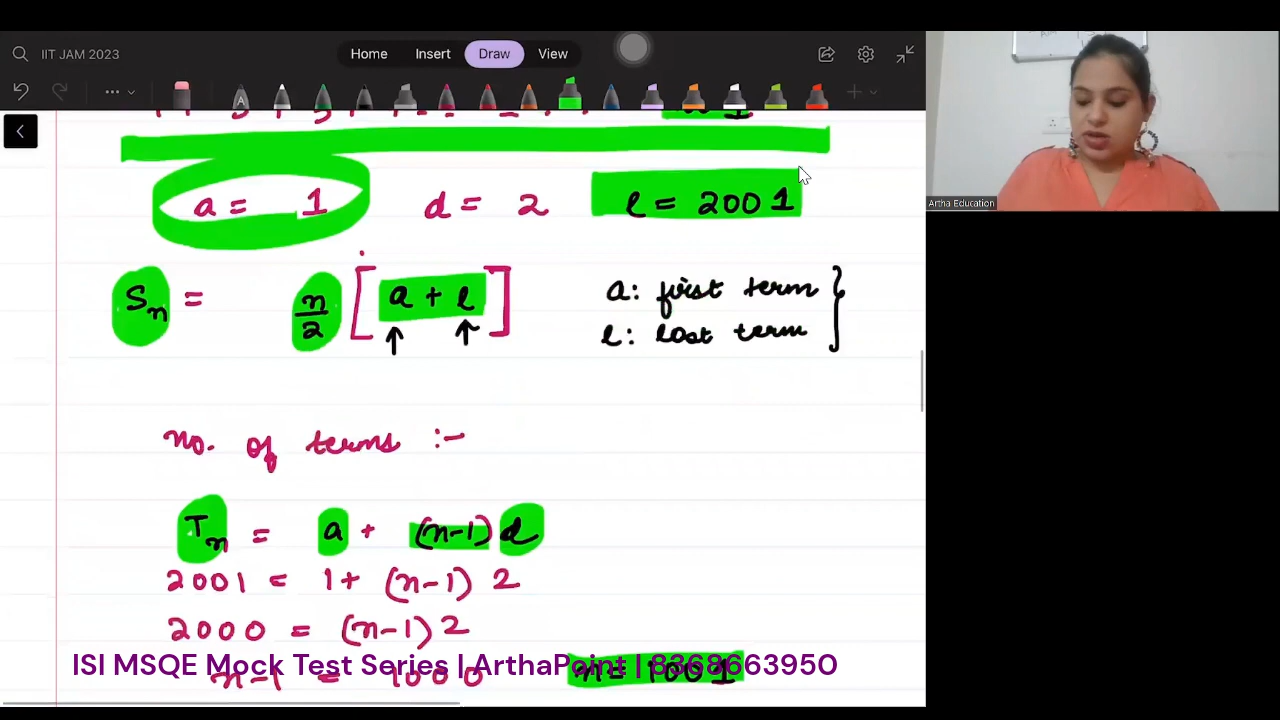 IIT JAM 2023
Home Insert Draw View
a = 1 d = 2 l = 2001
Sn = n/2 [a + l] a: first term
l: last term
no. of terms :-
Tn = a + (n-1) d
2001 = 1 + (n-1) 2
2000 = (n-1) 2
n-1 = 1000 n = 1001
ISI MSQE Mock Test Series | ArthaPoint | 8368663950
Artha Education